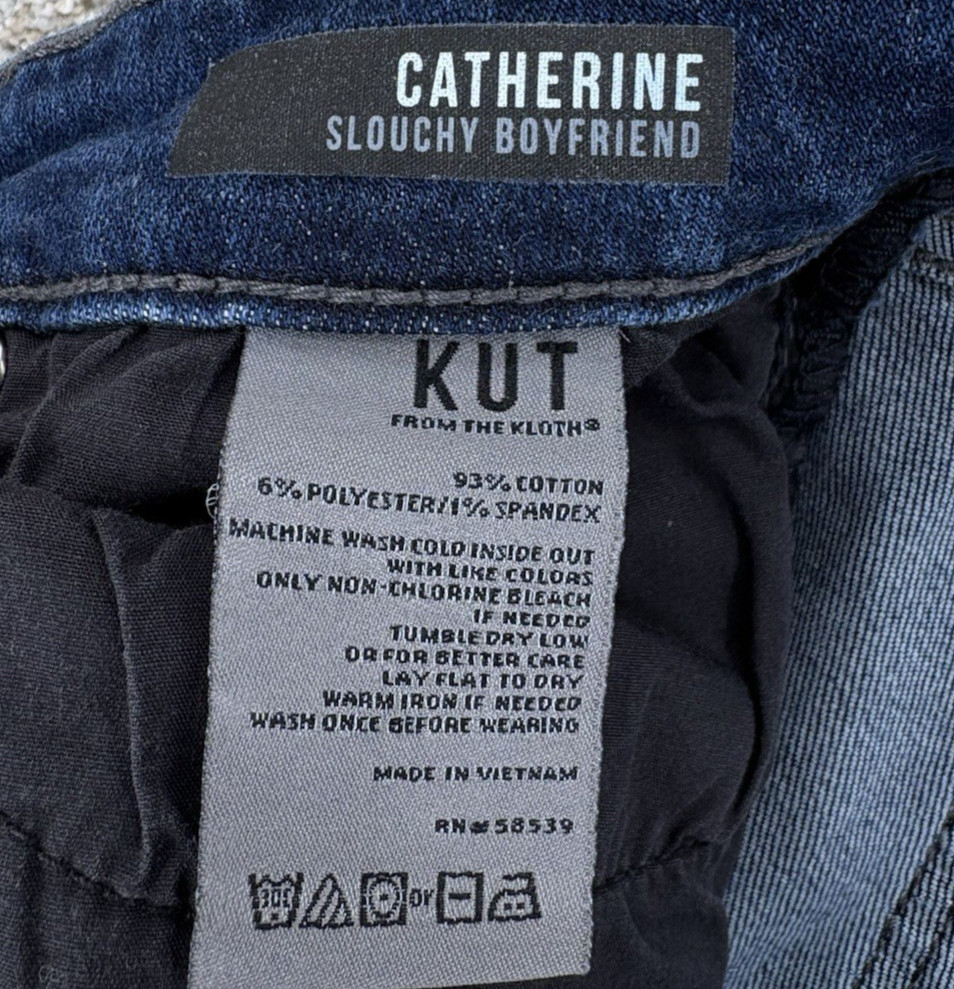 CATHERINE
SLOUCHY BOYFRIEND
KUT
FROM THE KLOTH®
93% COTTON
6% POLYESTER/1% SPANDEX
MACHINE WASH COLD INSIDE OUT
WITH LIKE COLORS
ONLY NON-CHLORINE BLEACH
IF NEEDED
TUMBLE DRY LOW
OR FOR BETTER CARE
LAY FLAT TO DRY
WARM IRON IF NEEDED
WASH ONCE BEFORE WEARING
MADE IN VIETNAM
RN# 58539
30C or